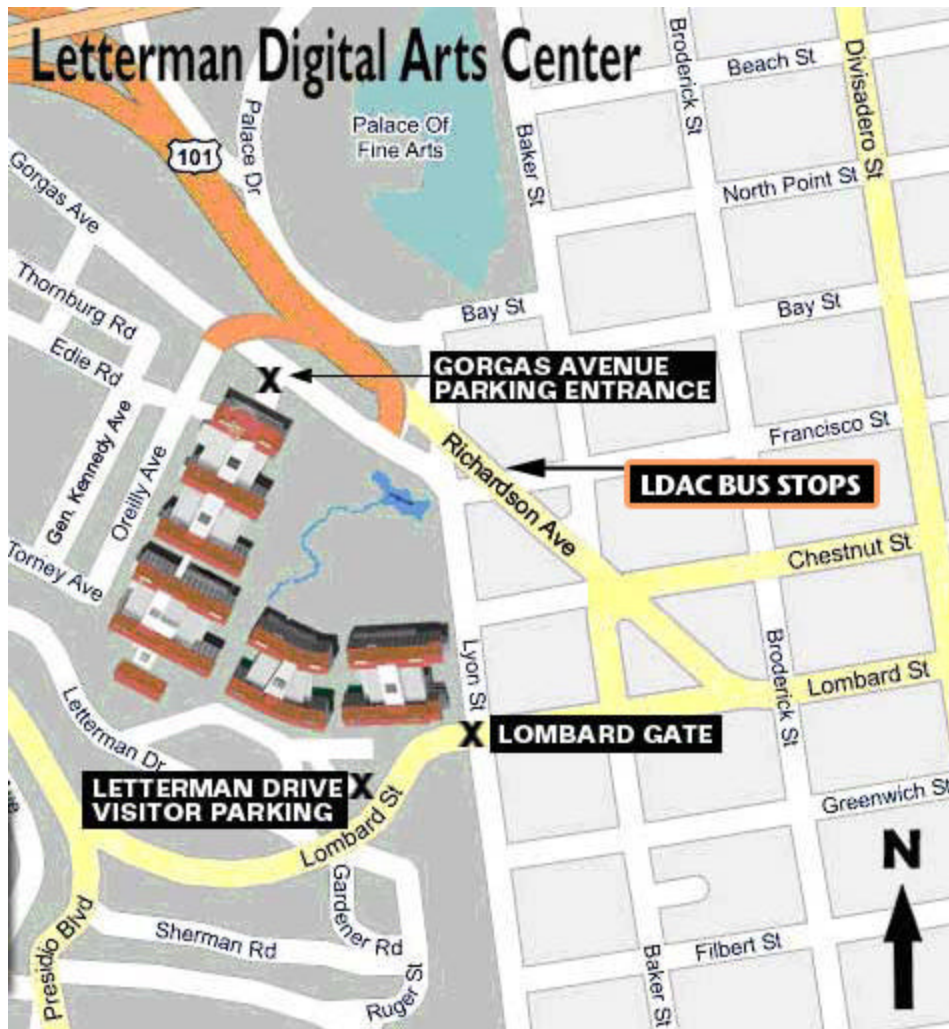 Letterman Digital Arts Center
Broderick St
Beach St
Divisadero St
Palace Dr
Palace Of
Fine Arts
Baker St
101
Gorgas Ave
North Point St
Thornburg Rd
Bay St
Bay St
Edie Rd
GORGAS AVENUE
PARKING ENTRANCE
X
Francisco St
Gen. Kennedy Ave
Oreilly Ave
Richardson Ave
LDAC BUS STOPS
Torney Ave
Chestnut St
Lyon St
Broderick St
Lombard St
Letterman Dr
X
LOMBARD GATE
LETTERMAN DRIVE
VISITOR PARKING
X
Lombard St
Greenwich St
N
Gardener Rd
Presidio Blvd
Sherman Rd
Filbert St
Baker St
Ruger St